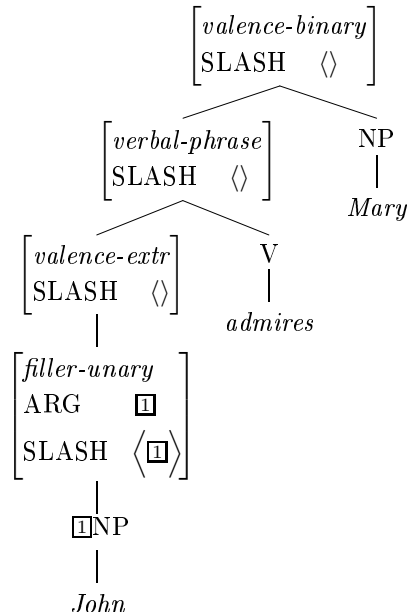 valence-binary
SLASH ⟨⟩
verbal-phrase
SLASH ⟨⟩
NP
Mary
valence-extr
SLASH ⟨⟩
V
admires
filler-unary
ARG 1
SLASH ⟨1⟩
1NP
John